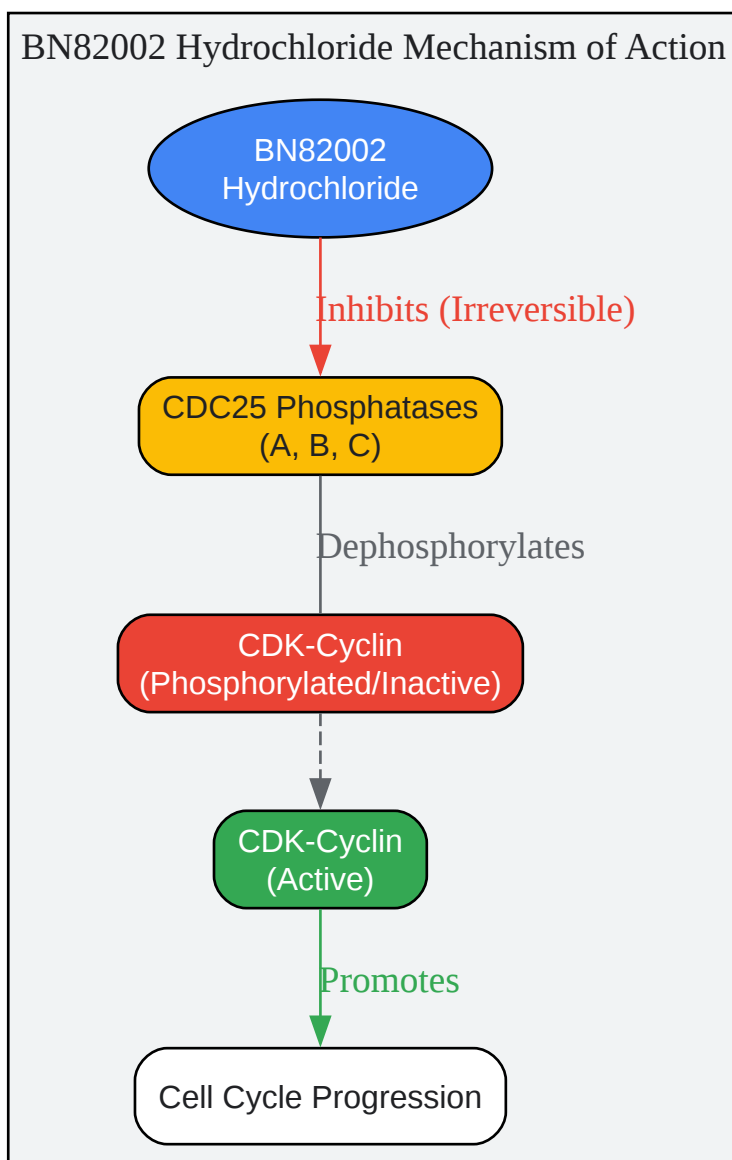 BN82002 Hydrochloride Mechanism of Action
BN82002
Hydrochloride
Inhibits (Irreversible)
CDC25 Phosphatases
(A, B, C)
Dephosphorylates
CDK-Cyclin
(Phosphorylated/Inactive)
CDK-Cyclin
(Active)
Promotes
Cell Cycle Progression